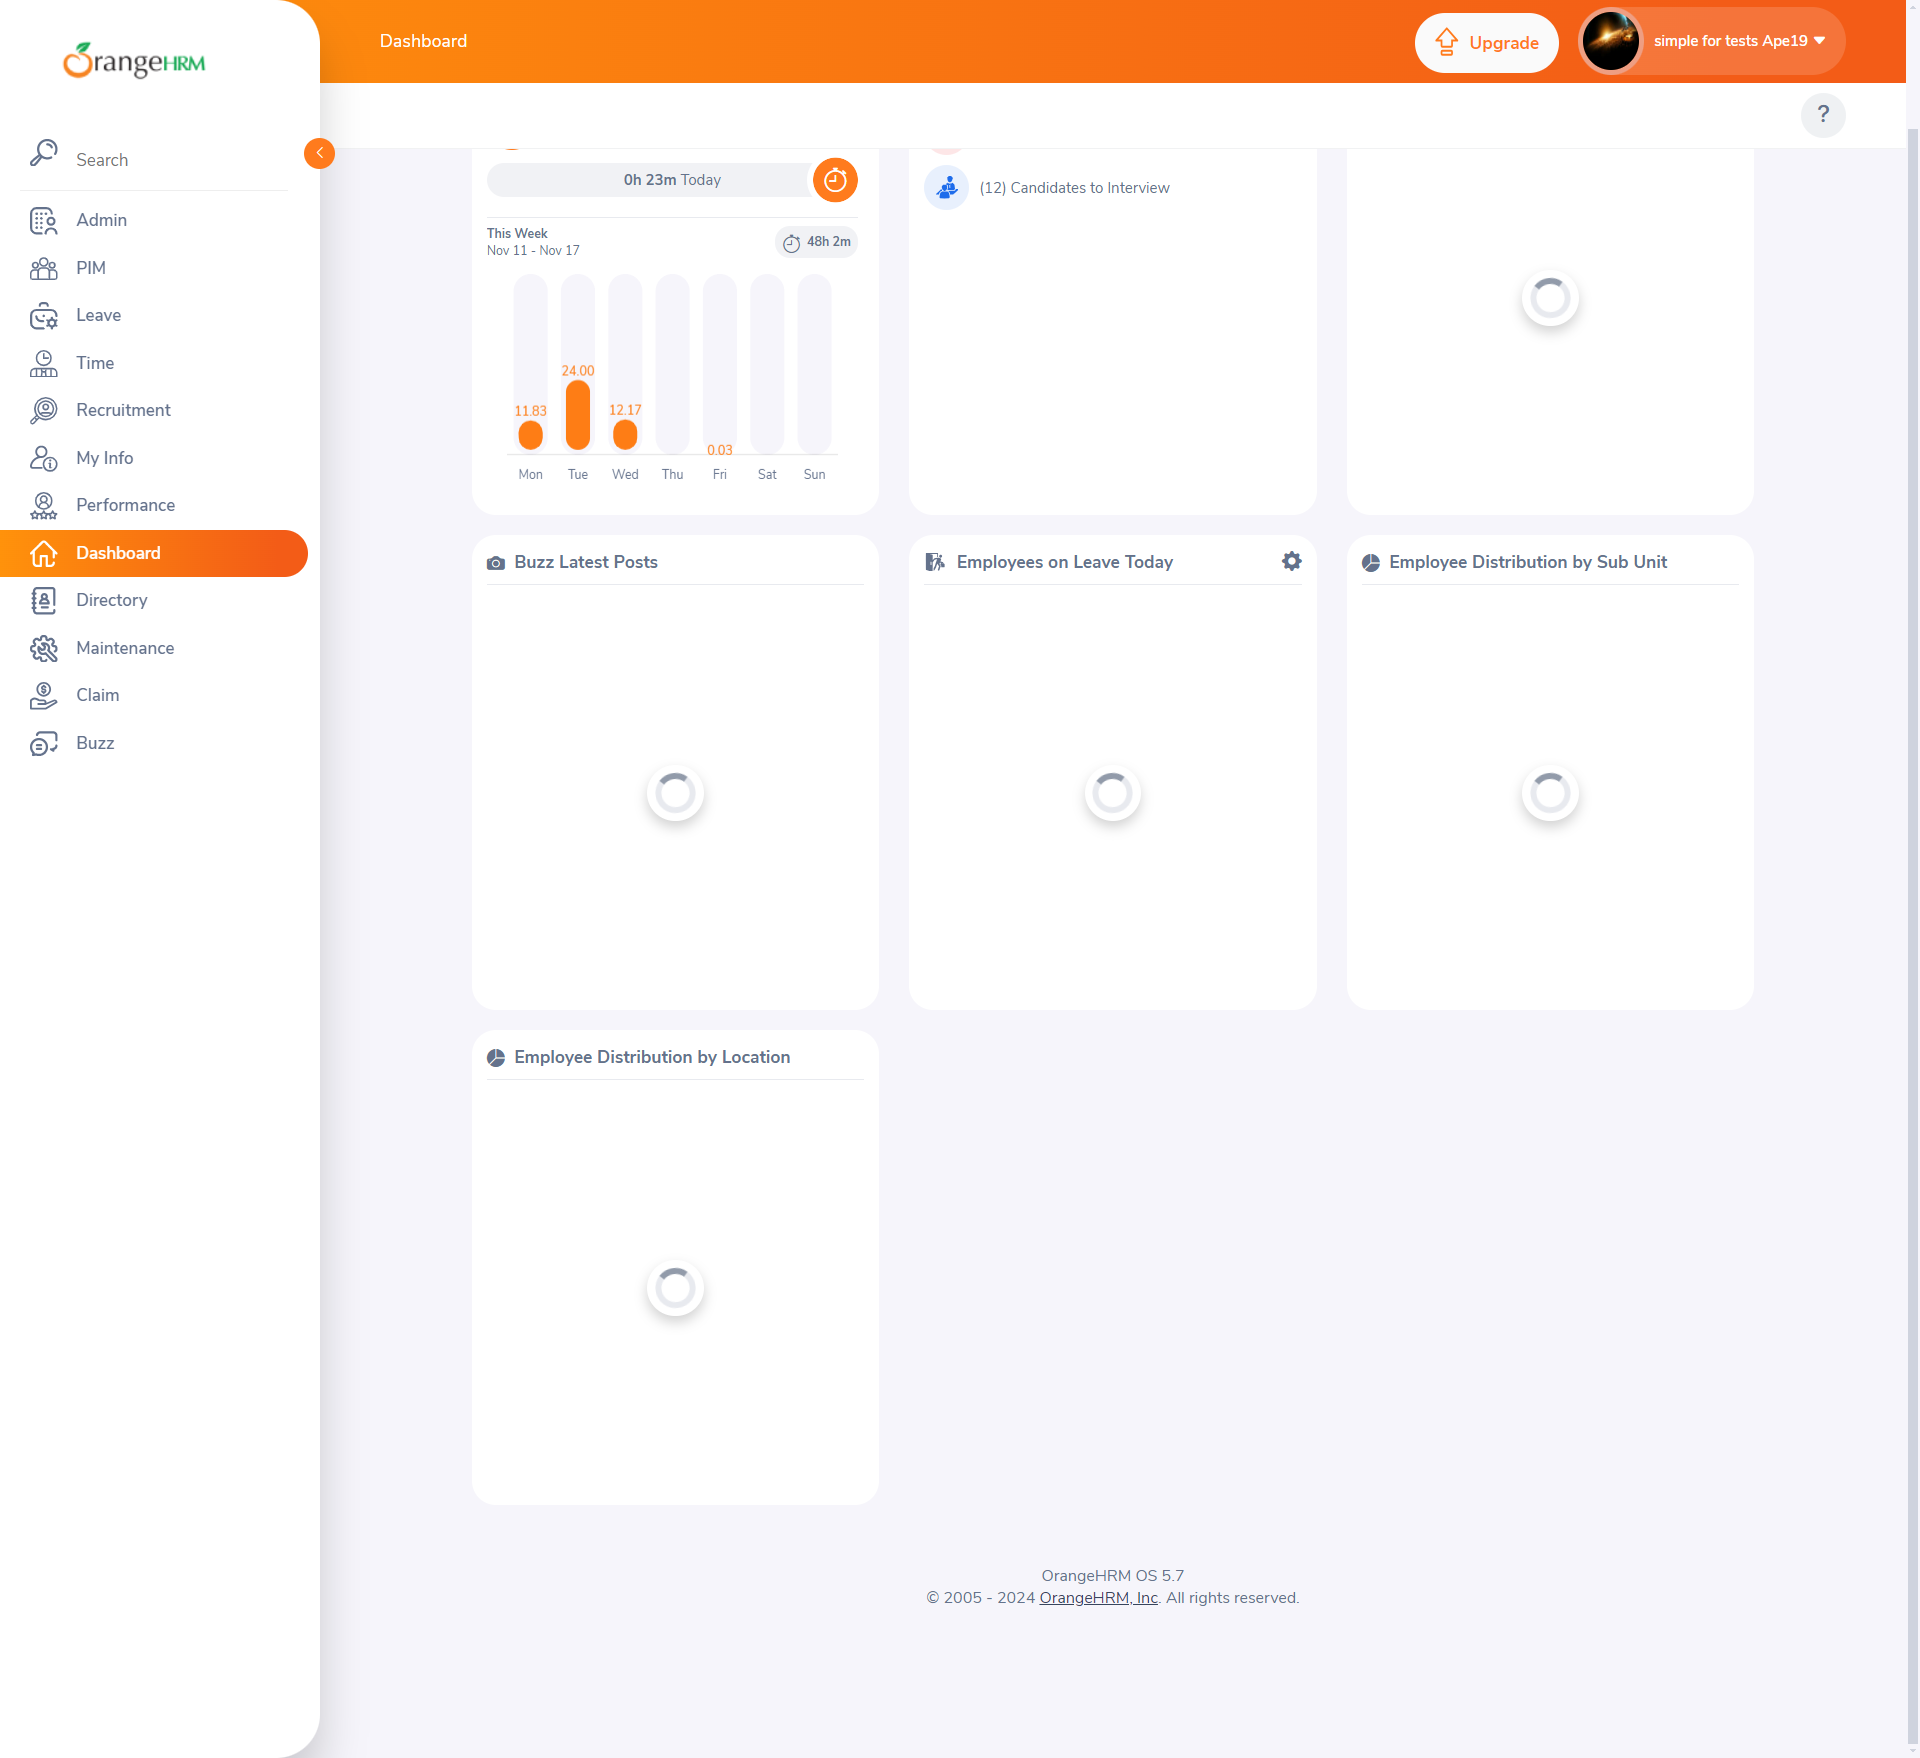 OrangeHRM
Dashboard
Upgrade
simple for tests Ape19
?
Search
Admin
PIM
Leave
Time
Recruitment
My Info
Performance
Dashboard
Directory
Maintenance
Claim
Buzz
0h 23m Today
This Week
Nov 11 - Nov 17
48h 2m
11.83
24.00
12.17
0.03
Mon Tue Wed Thu Fri Sat Sun
(12) Candidates to Interview
Buzz Latest Posts
Employees on Leave Today
Employee Distribution by Sub Unit
Employee Distribution by Location
OrangeHRM OS 5.7
© 2005 - 2024 OrangeHRM, Inc. All rights reserved.